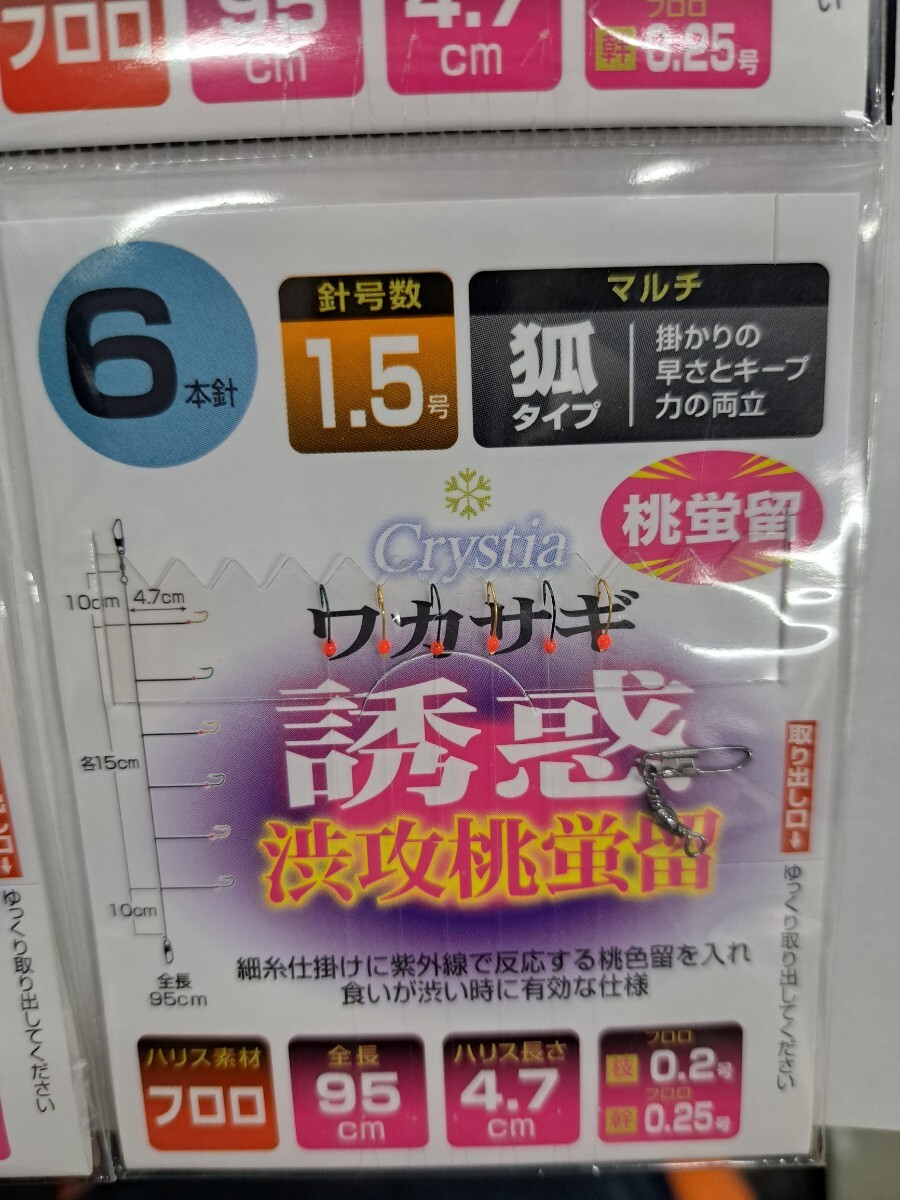 フロロ
95
cm
4.7
cm
フロロ
幹 0.25号
い
6
本針
針号数
1.5号
マルチ
狐
タイプ
掛かりの
早さとキープ
力の両立
桃蛍留
Crystia
ワカサギ
誘惑
渋攻桃蛍留
10cm
4.7cm
各15cm
10cm
全長
95cm
取り出し口
ゆっくり取り出してください
細糸仕掛けに紫外線で反応する桃色留を入れ
食いが渋い時に有効な仕様
ハリス素材
フロロ
全長
95
cm
ハリス長さ
4.7
cm
フロロ
枝 0.2号
フロロ
幹 0.25号
し口
ゆっくり取り出してください